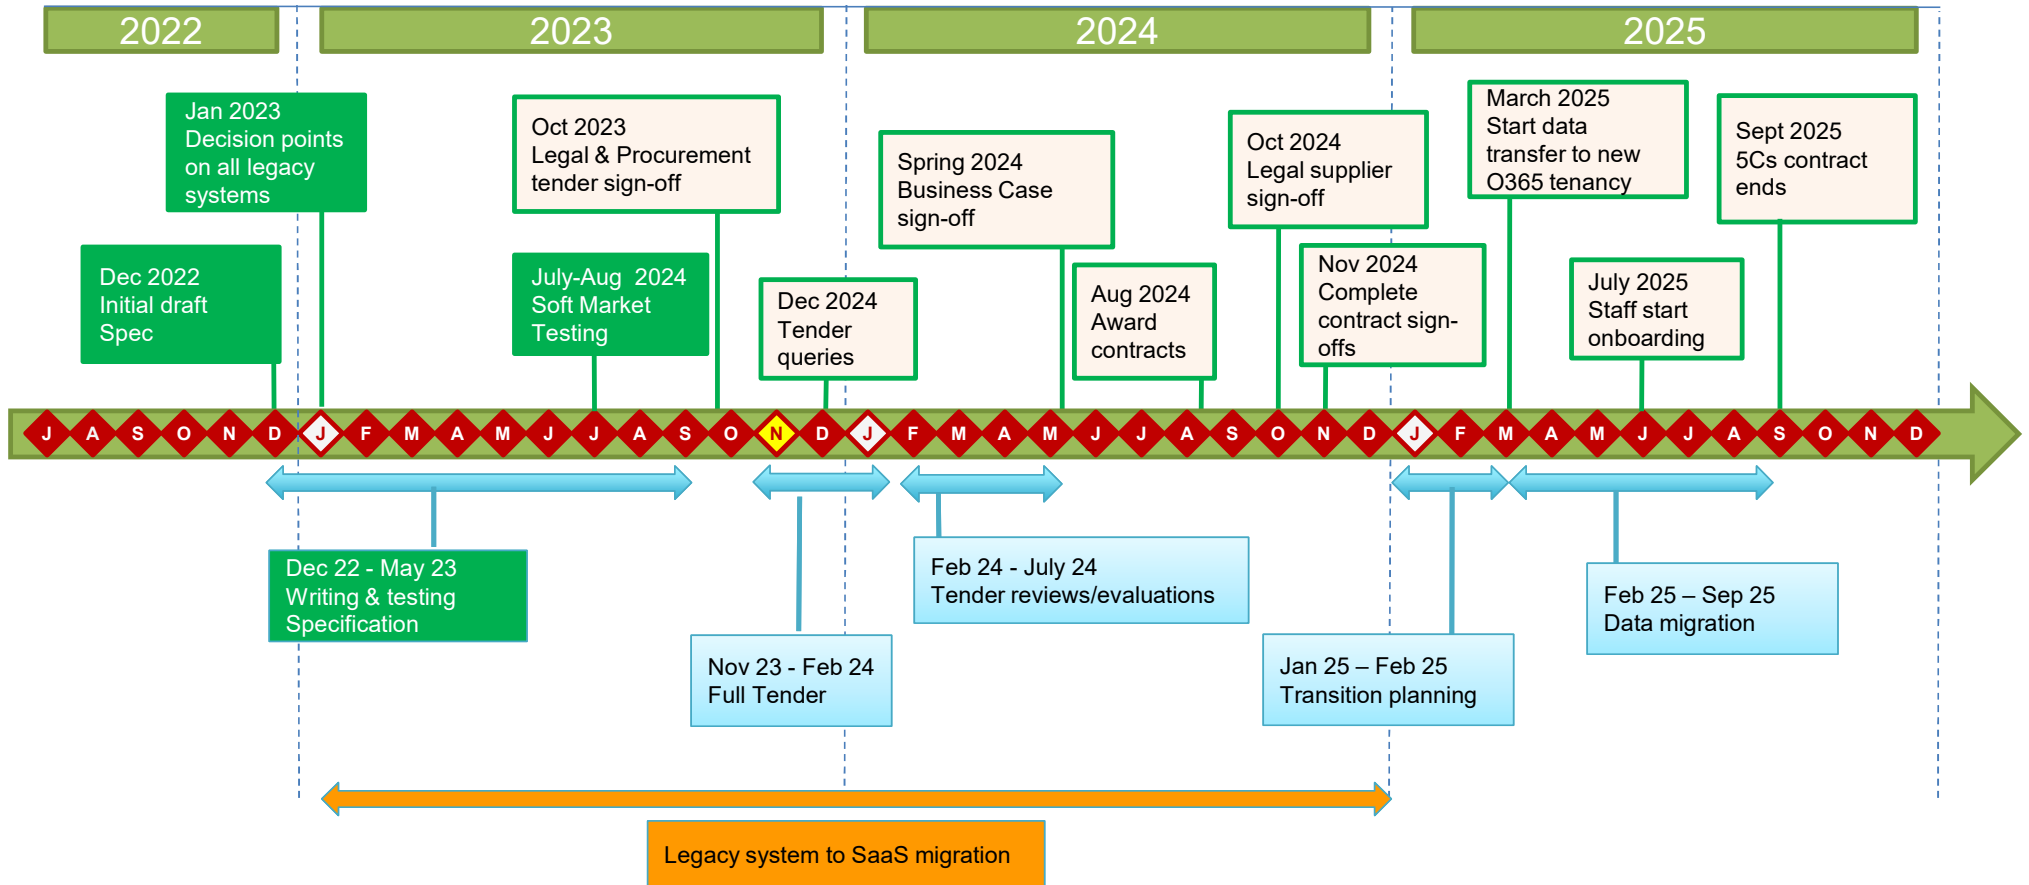 2022
2023
2024
2025
Jan 2023
Decision points
on all legacy
systems
Oct 2023
Legal & Procurement
tender sign-off
Spring 2024
Business Case
sign-off
Oct 2024
Legal supplier
sign-off
March 2025
Start data
transfer to new
O365 tenancy
Sept 2025
5Cs contract
ends
Dec 2022
Initial draft
Spec
July-Aug 2024
Soft Market
Testing
Dec 2024
Tender
queries
Aug 2024
Award
contracts
Nov 2024
Complete
contract sign-
offs
July 2025
Staff start
onboarding
J A S O N D J F M A M J J A S O N D J F M A M J J A S O N D J F M A M J J A S O N D
Dec 22 - May 23
Writing & testing
Specification
Nov 23 - Feb 24
Full Tender
Feb 24 - July 24
Tender reviews/evaluations
Jan 25 – Feb 25
Transition planning
Feb 25 – Sep 25
Data migration
Legacy system to SaaS migration